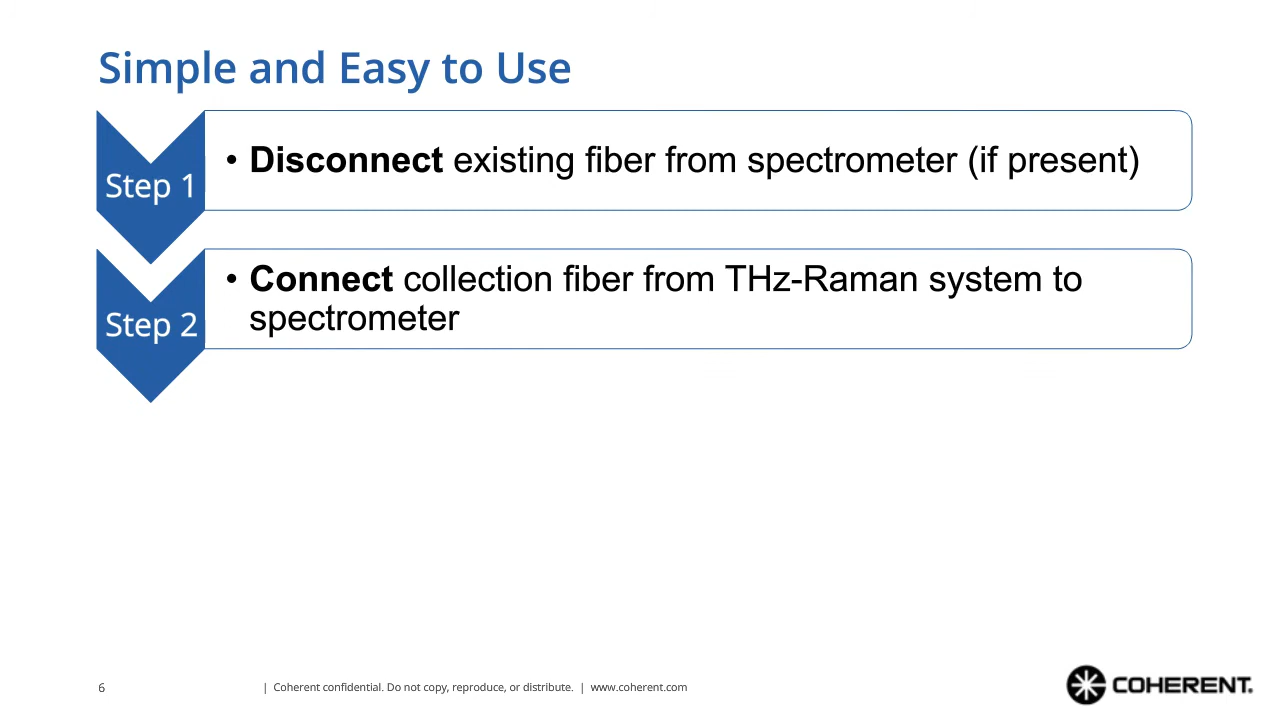 Simple and Easy to Use
Step 1
• Disconnect existing fiber from spectrometer (if present)
Step 2
• Connect collection fiber from THz-Raman system to
spectrometer
6
| Coherent confidential. Do not copy, reproduce, or distribute. | www.coherent.com
COHERENT.